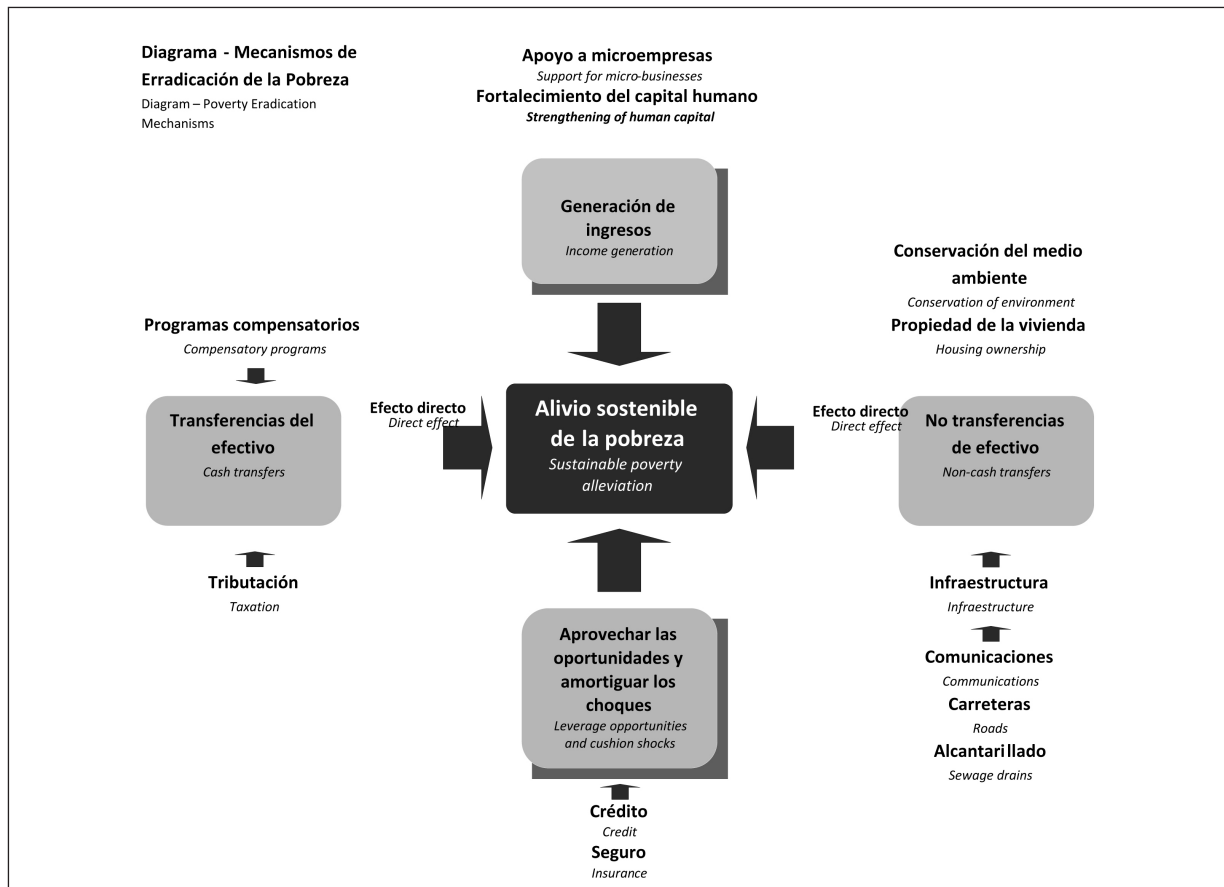 Diagrama - Mecanismos de
Erradicación de la Pobreza
Diagram – Poverty Eradication
Mechanisms
Apoyo a microempresas
Support for micro-businesses
Fortalecimiento del capital humano
Strengthening of human capital
Generación de
ingresos
Income generation
Conservación del medio
ambiente
Conservation of environment
Propiedad de la vivienda
Housing ownership
Programas compensatorios
Compensatory programs
Transferencias del
efectivo
Cash transfers
Efecto directo
Direct effect
Alivio sostenible
de la pobreza
Sustainable poverty
alleviation
Efecto directo
Direct effect
No transferencias
de efectivo
Non-cash transfers
Tributación
Taxation
Infraestructura
Infraestructure
Aprovechar las
oportunidades y
amortiguar los
choques
Leverage opportunities
and cushion shocks
Comunicaciones
Communications
Carreteras
Roads
Alcantarillado
Sewage drains
Crédito
Credit
Seguro
Insurance